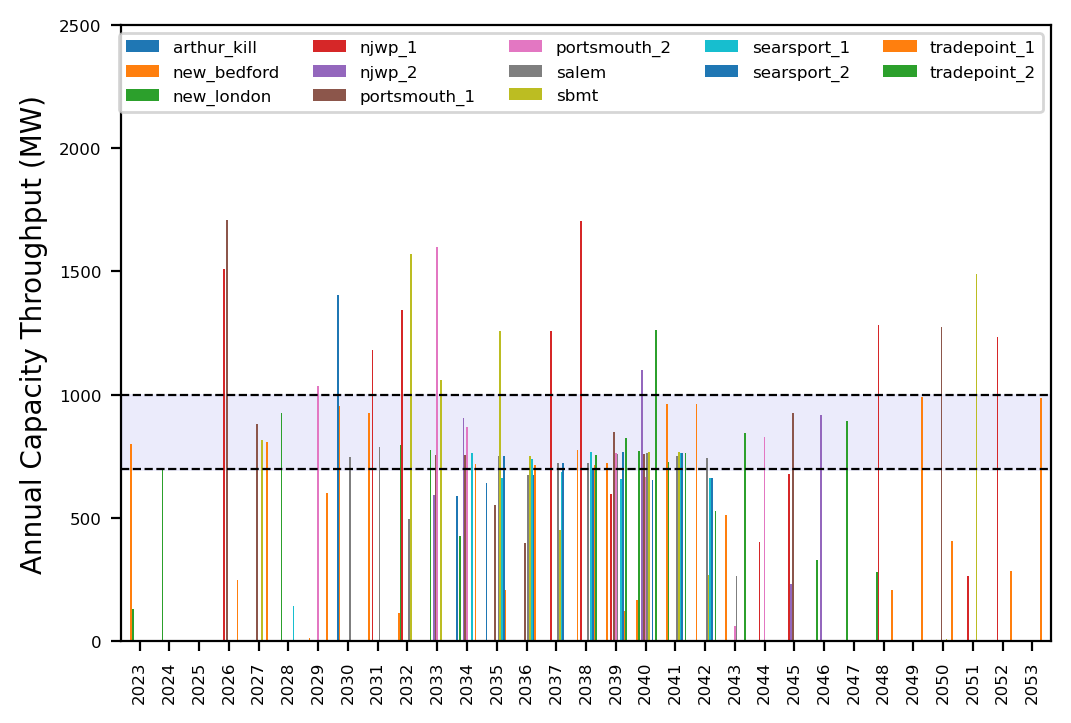 Annual Capacity Throughput (MW)
2500
2000
1500
1000
500
0
arthur_kill
new_bedford
new_london
njwp_1
njwp_2
portsmouth_1
portsmouth_2
salem
sbmt
searsport_1
searsport_2
tradepoint_1
tradepoint_2
2023
2024
2025
2026
2027
2028
2029
2030
2031
2032
2033
2034
2035
2036
2037
2038
2039
2040
2041
2042
2043
2044
2045
2046
2047
2048
2049
2050
2051
2052
2053